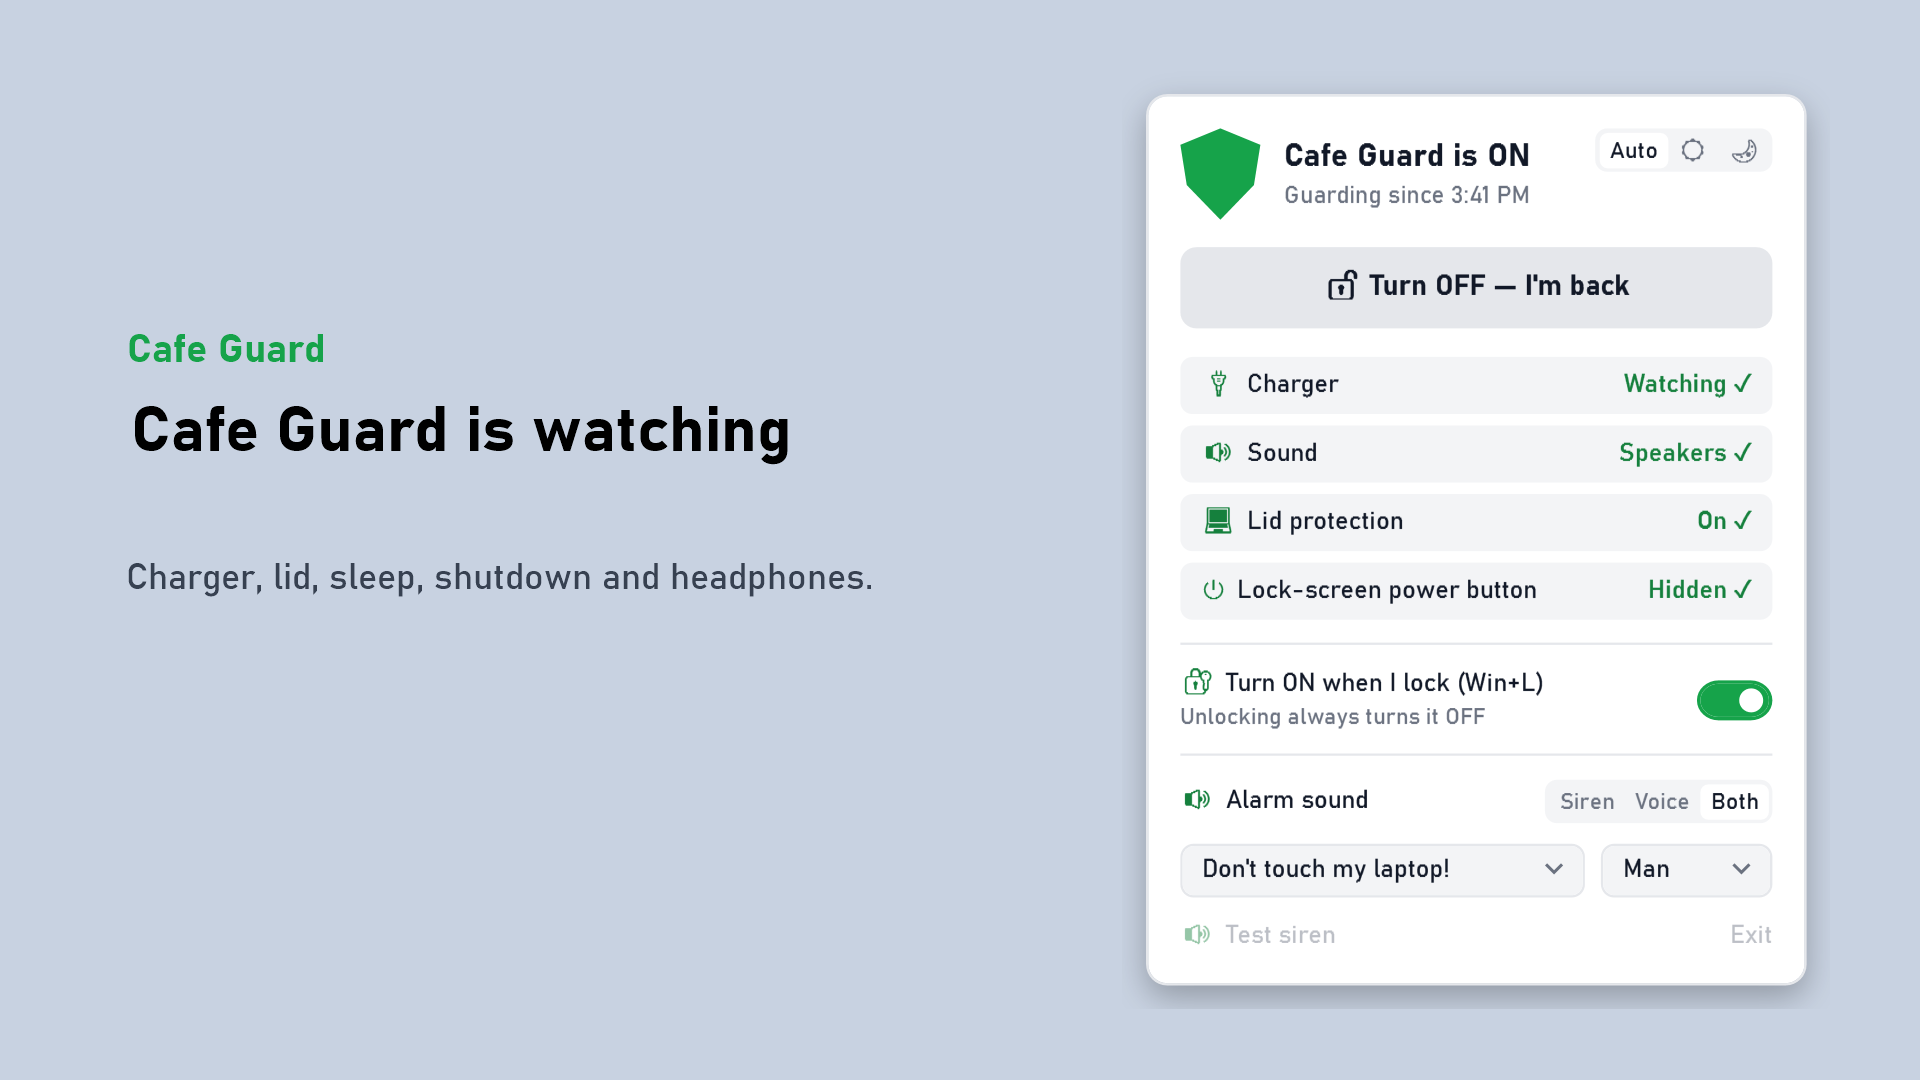 Cafe Guard
Cafe Guard is watching
Charger, lid, sleep, shutdown and headphones.
Cafe Guard is ON
Guarding since 3:41 PM
Auto
Turn OFF — I'm back
Charger Watching ✓
Sound Speakers ✓
Lid protection On ✓
Lock-screen power button Hidden ✓
Turn ON when I lock (Win+L)
Unlocking always turns it OFF
Alarm sound Siren Voice Both
Don't touch my laptop! Man
Test siren Exit